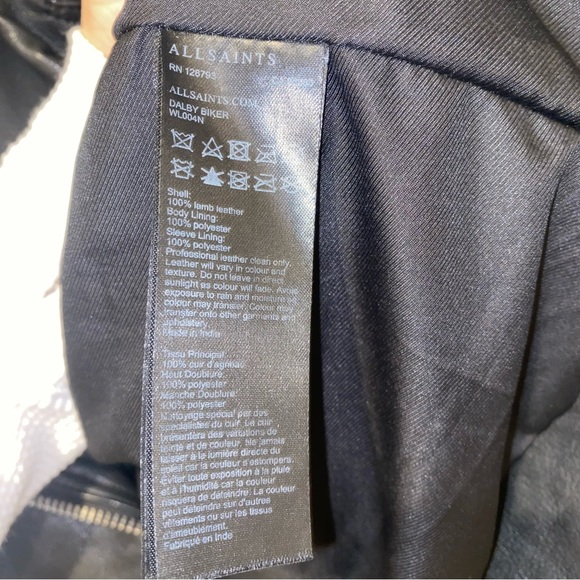 ALLSAINTS
RN 128793
ALLSAINTS.COM
DALBY BIKER
WL004N
Shell:
100% lamb leather
Body Lining:
100% polyester
Sleeve Lining:
100% polyester
Professional leather clean only.
Leather will vary in colour and
texture. Do not leave in direct
sunlight as colour will fade. Avoid
exposure to rain and moisture as
colour may transfer. Colour may
transfer onto other garments and
upholstery.
Made in India
Tissu Principal:
100% cuir d'agneau
Haut Doublure:
100% polyester
Manche Doublure:
100% polyester
Nettoyage spécial par des
spécialistes du cuir. Le cuir
présentera des variations de
texte et de couleur. Ne jamais
laisser à la lumière directe du
soleil car la couleur s'estompera.
Éviter toute exposition à la pluie
et à l'humidité car la couleur
risquera de déteindre. La couleur
peut déteindre sur d'autres
vêtements ou sur les tissus
d'ameublement.
Fabriqué en Inde